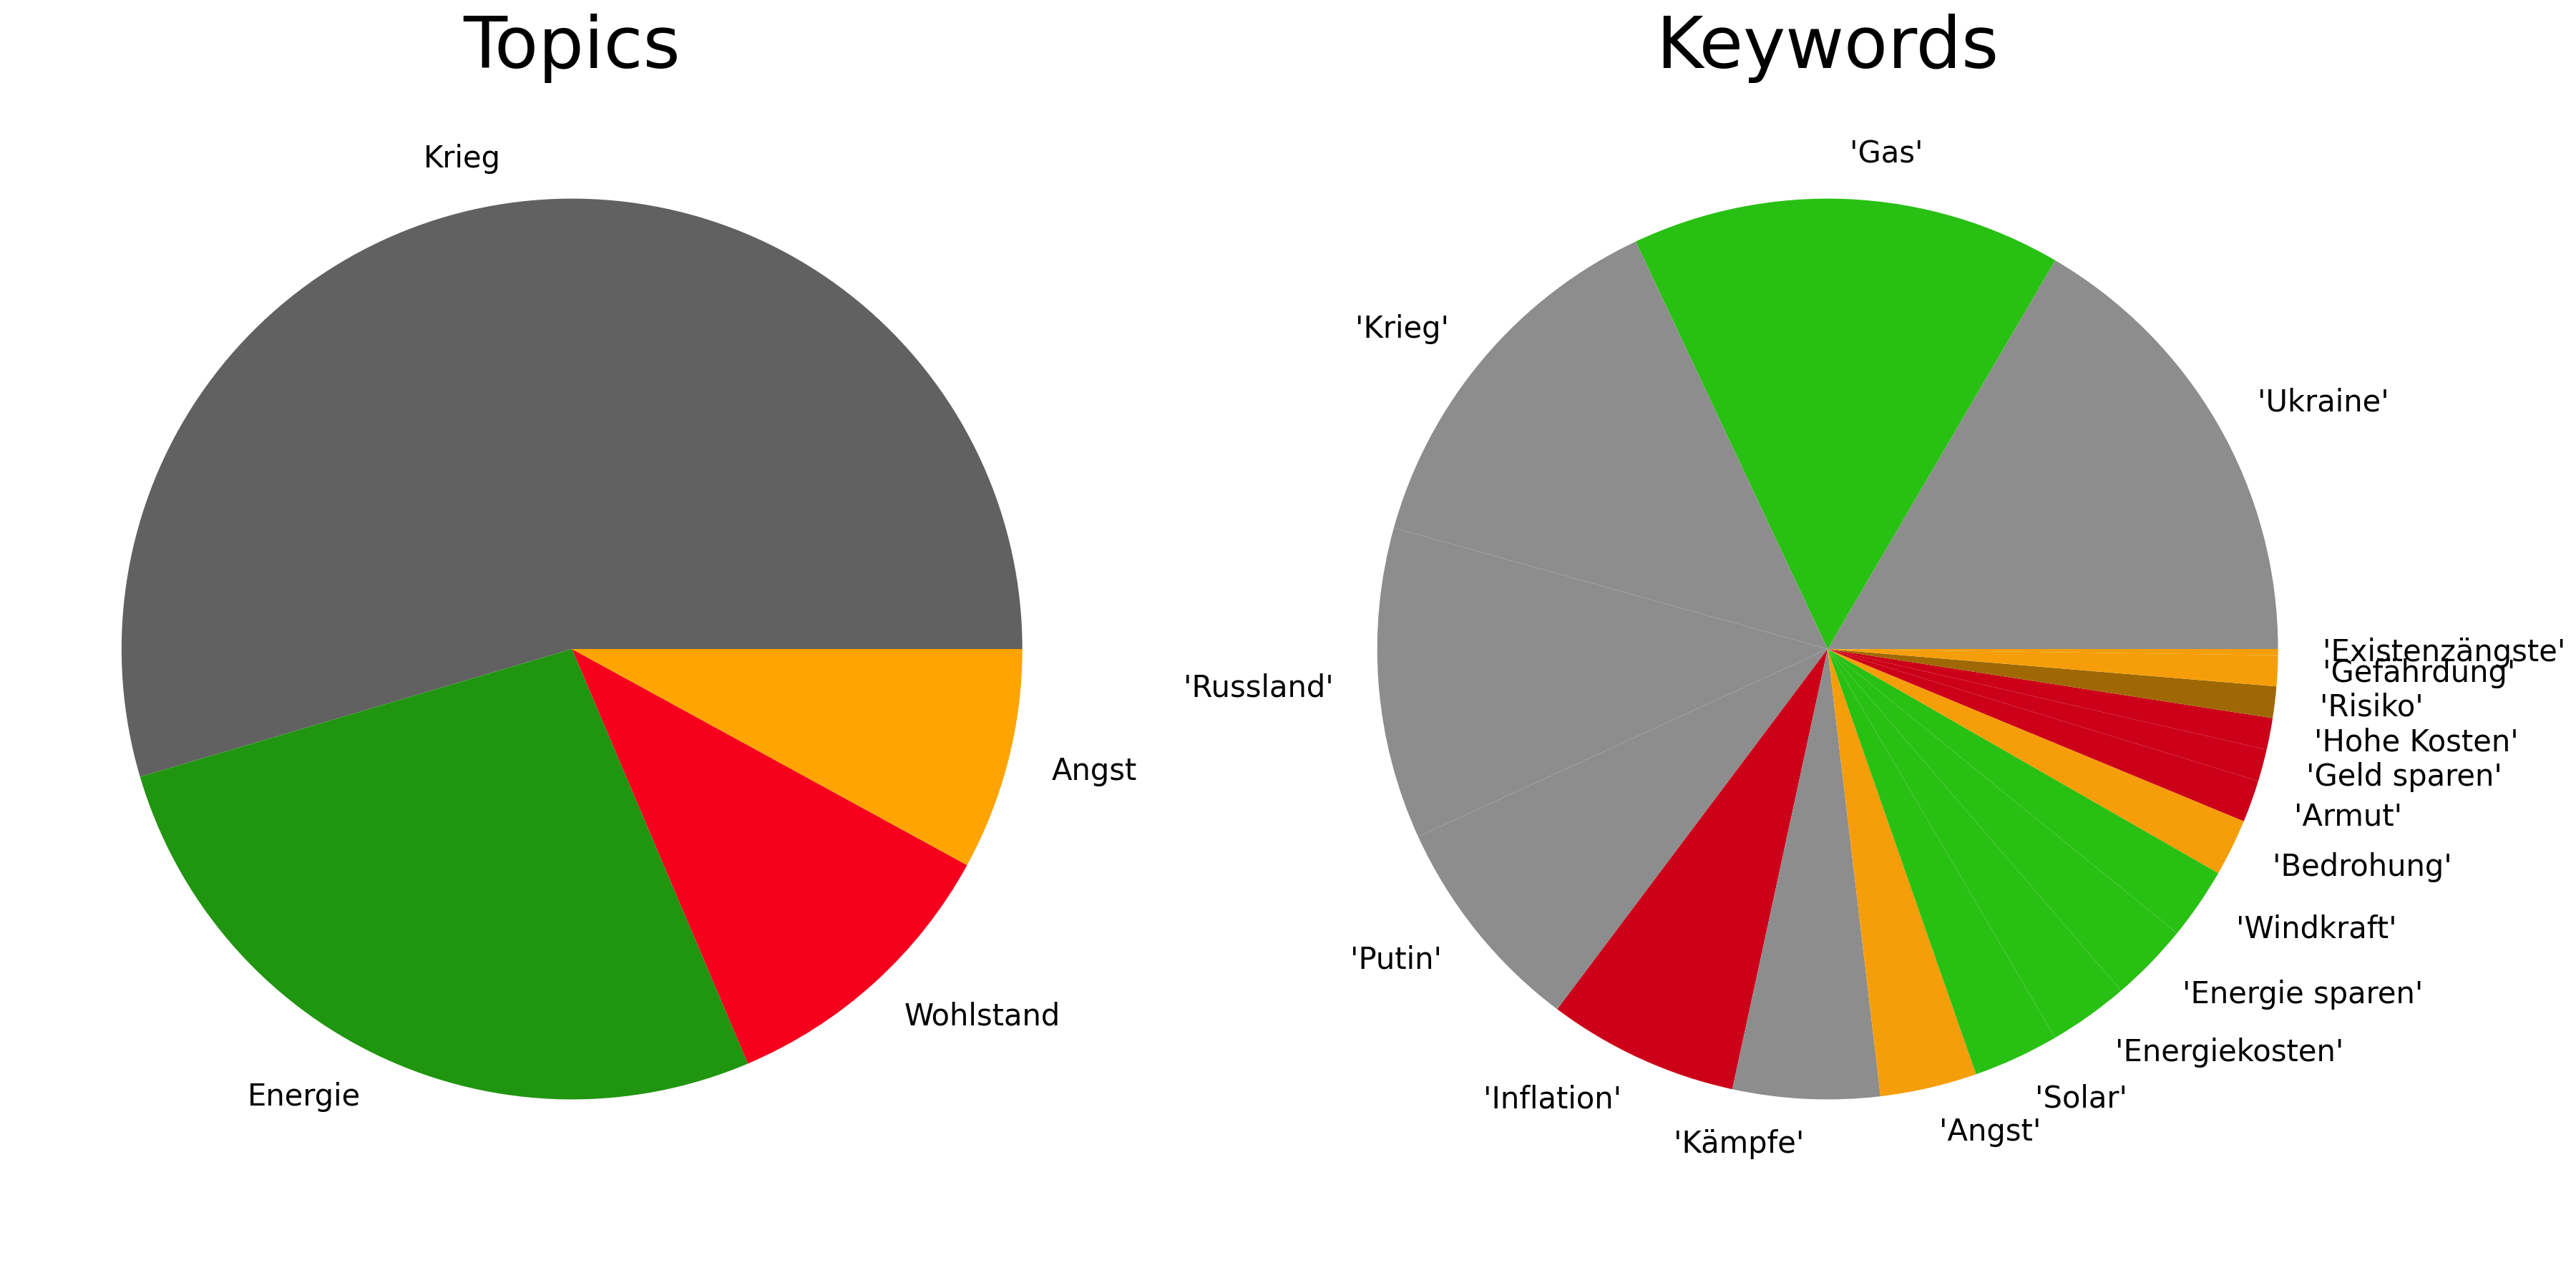 Topics
Krieg
Energie
Wohlstand
Angst
Keywords
'Ukraine'
'Gas'
'Krieg'
'Russland'
'Putin'
'Inflation'
'Kämpfe'
'Angst'
'Solar'
'Energiekosten'
'Energie sparen'
'Windkraft'
'Bedrohung'
'Armut'
'Geld sparen'
'Hohe Kosten'
'Risiko'
'Gefährdung'
'Existenzängste'